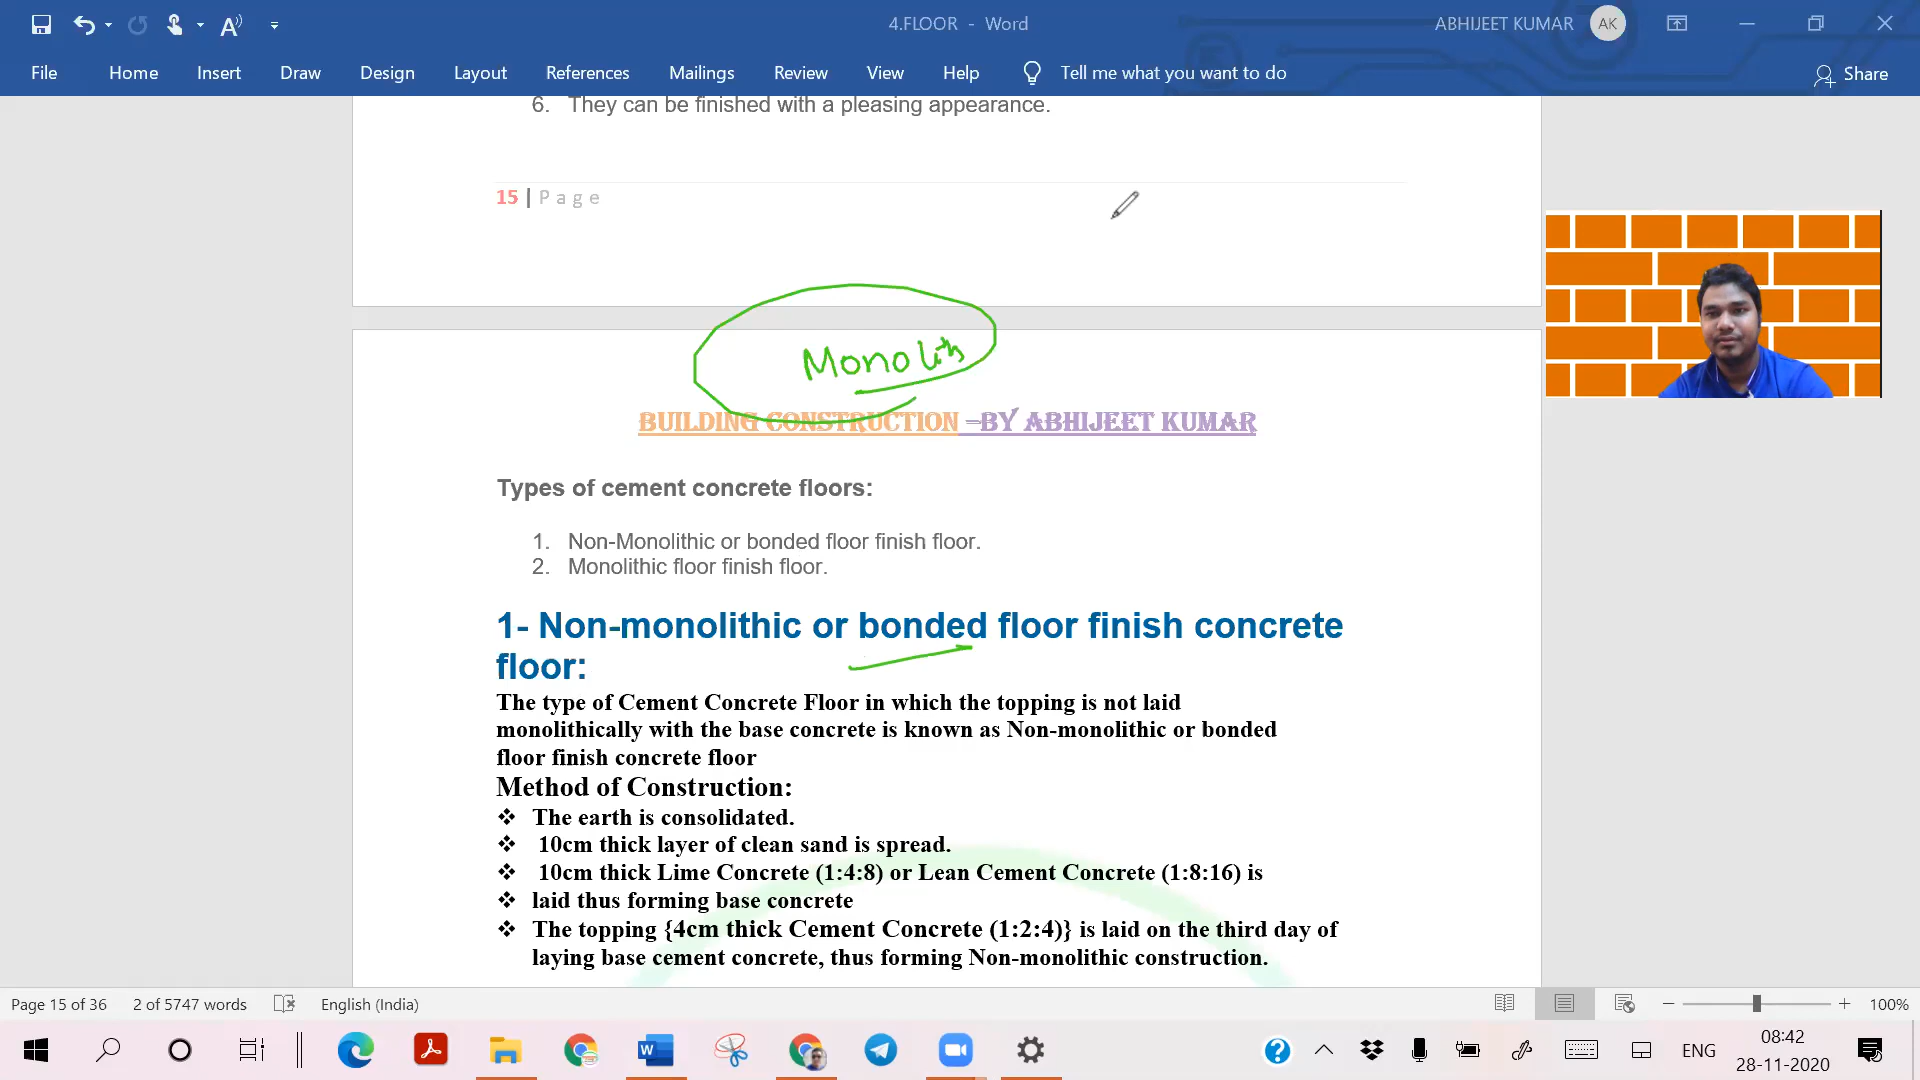 4.FLOOR - Word
ABHIJEET KUMAR AK
File Home Insert Draw Design Layout References Mailings Review View Help Tell me what you want to do Share
6. They can be finished with a pleasing appearance.
15 | Page
Monolith
BUILDING CONSTRUCTION –BY ABHIJEET KUMAR
Types of cement concrete floors:
1. Non-Monolithic or bonded floor finish floor.
2. Monolithic floor finish floor.
1- Non-monolithic or bonded floor finish concrete
floor:
The type of Cement Concrete Floor in which the topping is not laid
monolithically with the base concrete is known as Non-monolithic or bonded
floor finish concrete floor
Method of Construction:
❖ The earth is consolidated.
❖ 10cm thick layer of clean sand is spread.
❖ 10cm thick Lime Concrete (1:4:8) or Lean Cement Concrete (1:8:16) is
❖ laid thus forming base concrete
❖ The topping {4cm thick Cement Concrete (1:2:4)} is laid on the third day of
laying base cement concrete, thus forming Non-monolithic construction.
Page 15 of 36 2 of 5747 words English (India) 100%
ENG 08:42
28-11-2020